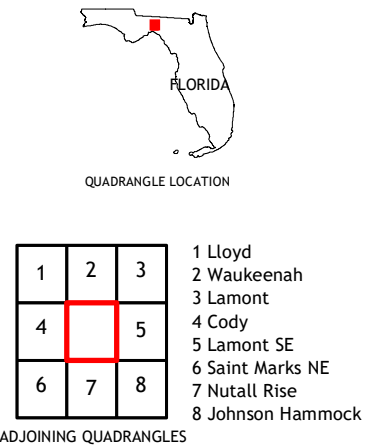 FLORIDA
QUADRANGLE LOCATION
1 2 3
4 5
6 7 8
1 Lloyd
2 Waukeenah
3 Lamont
4 Cody
5 Lamont SE
6 Saint Marks NE
7 Nutall Rise
8 Johnson Hammock
ADJOINING QUADRANGLES